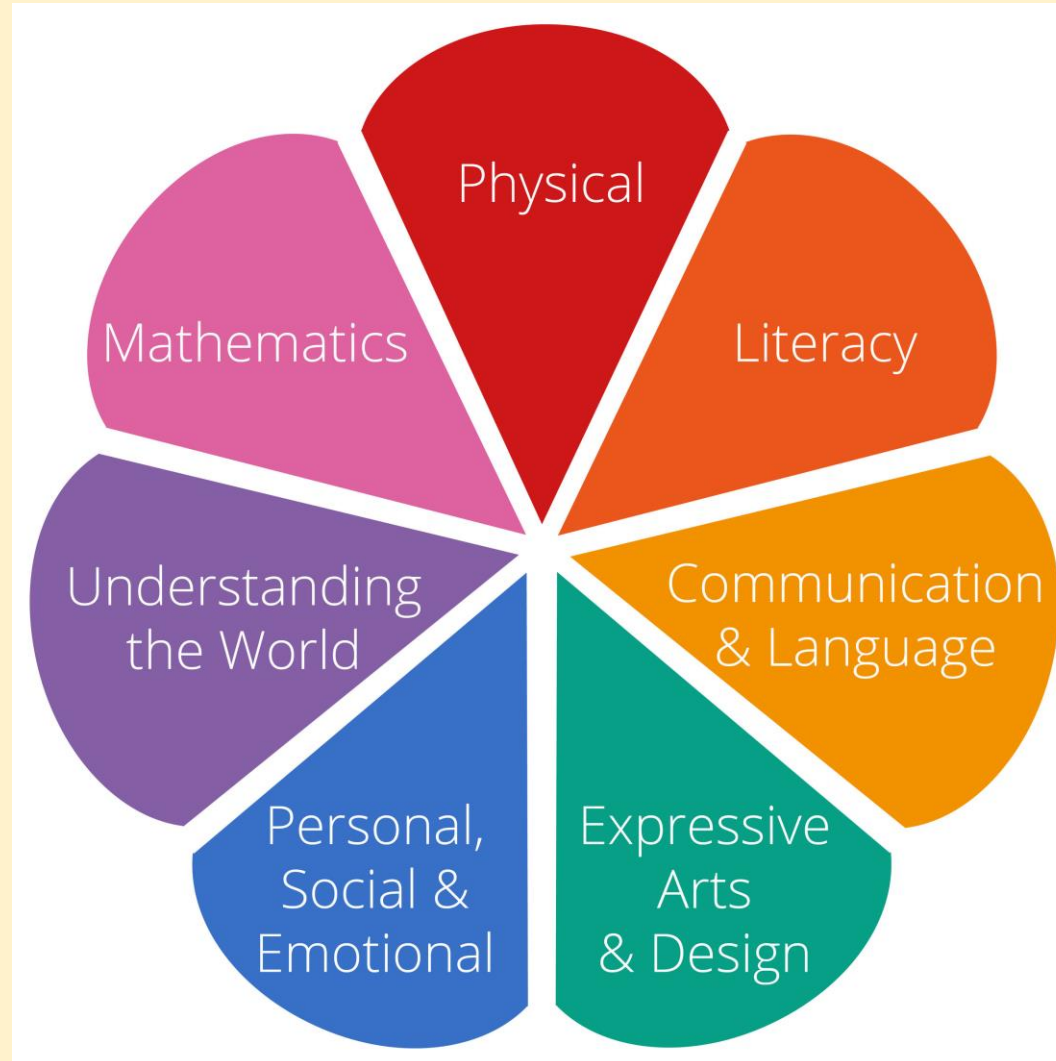 Physical
Literacy
Communication
& Language
Expressive
Arts
& Design
Personal,
Social &
Emotional
Understanding
the World
Mathematics